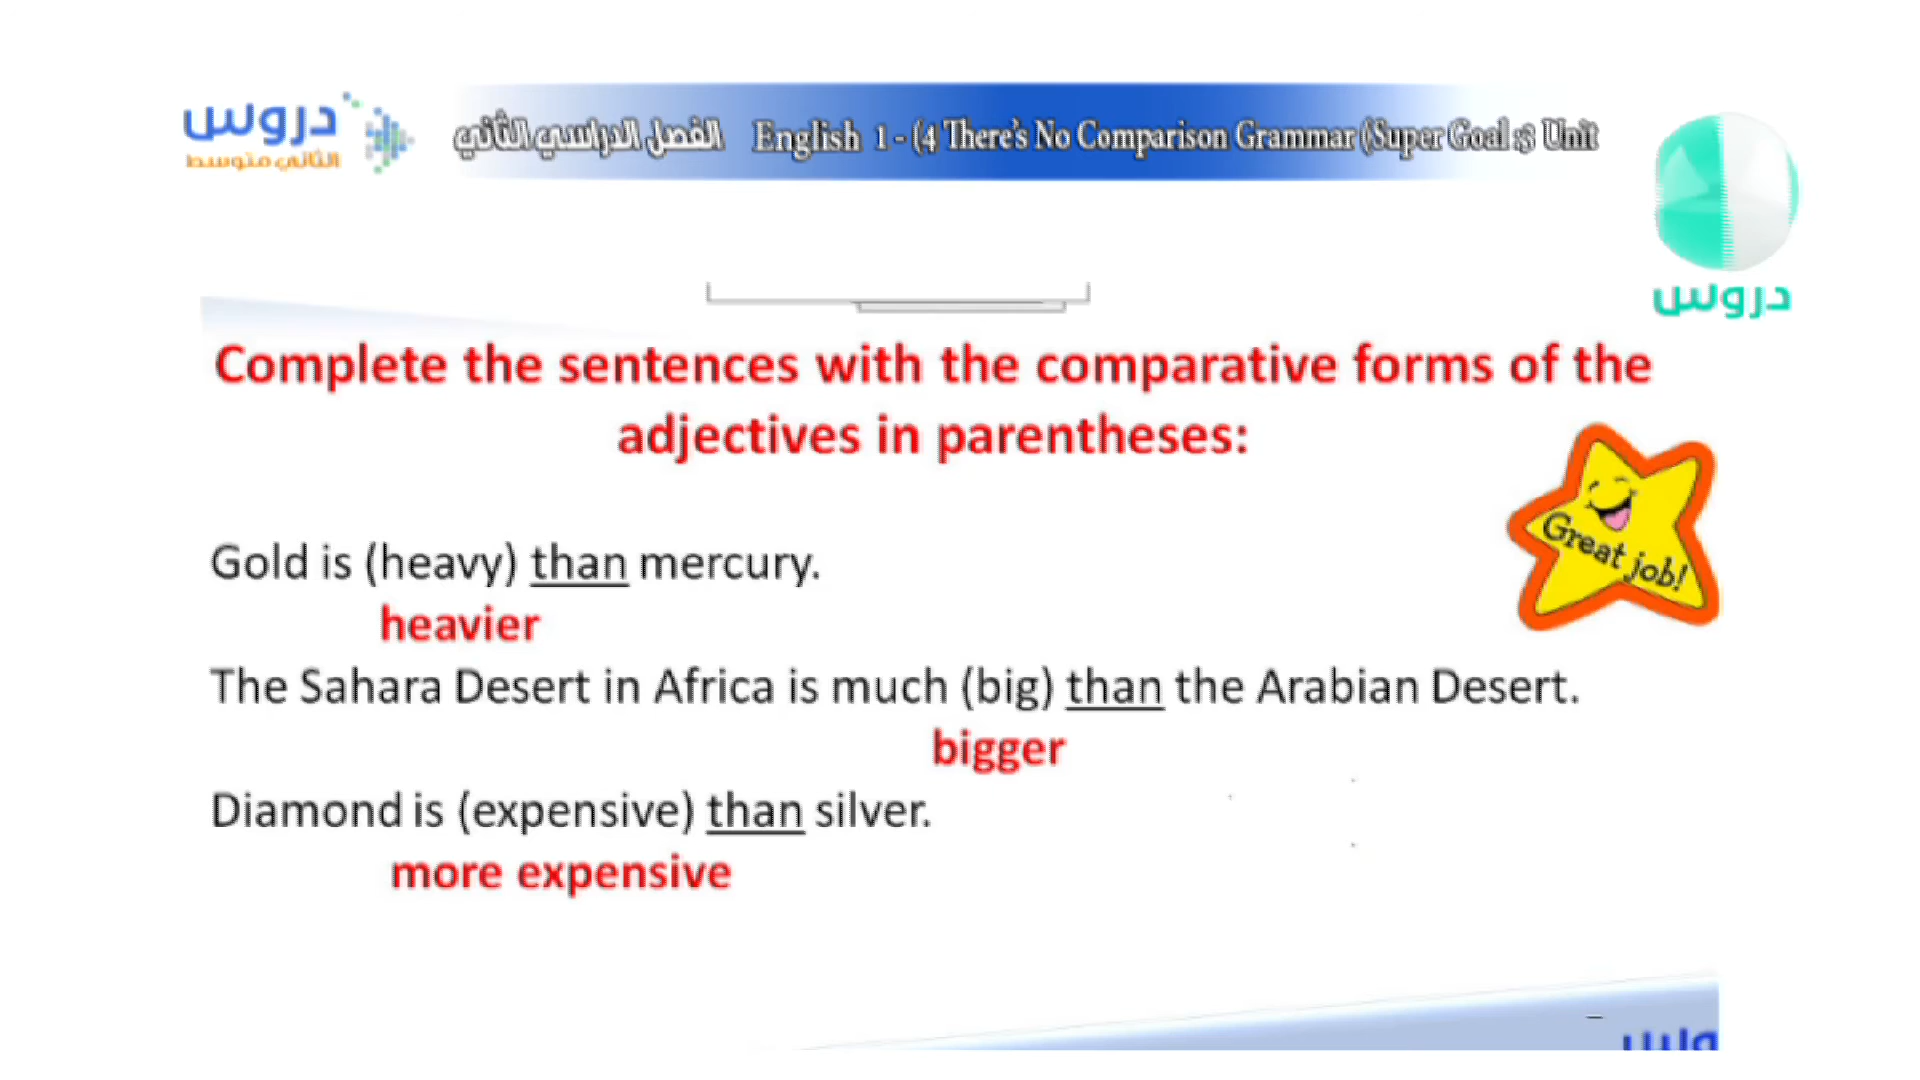 دروس
الثاني متوسط
الفصل الدراسي الثاني English 1 - (4 There's No Comparison Grammar (Super Goal :3 Unit
دروس
Complete the sentences with the comparative forms of the
adjectives in parentheses:
Great job!
Gold is (heavy) than mercury.
heavier
The Sahara Desert in Africa is much (big) than the Arabian Desert.
bigger
Diamond is (expensive) than silver.
more expensive